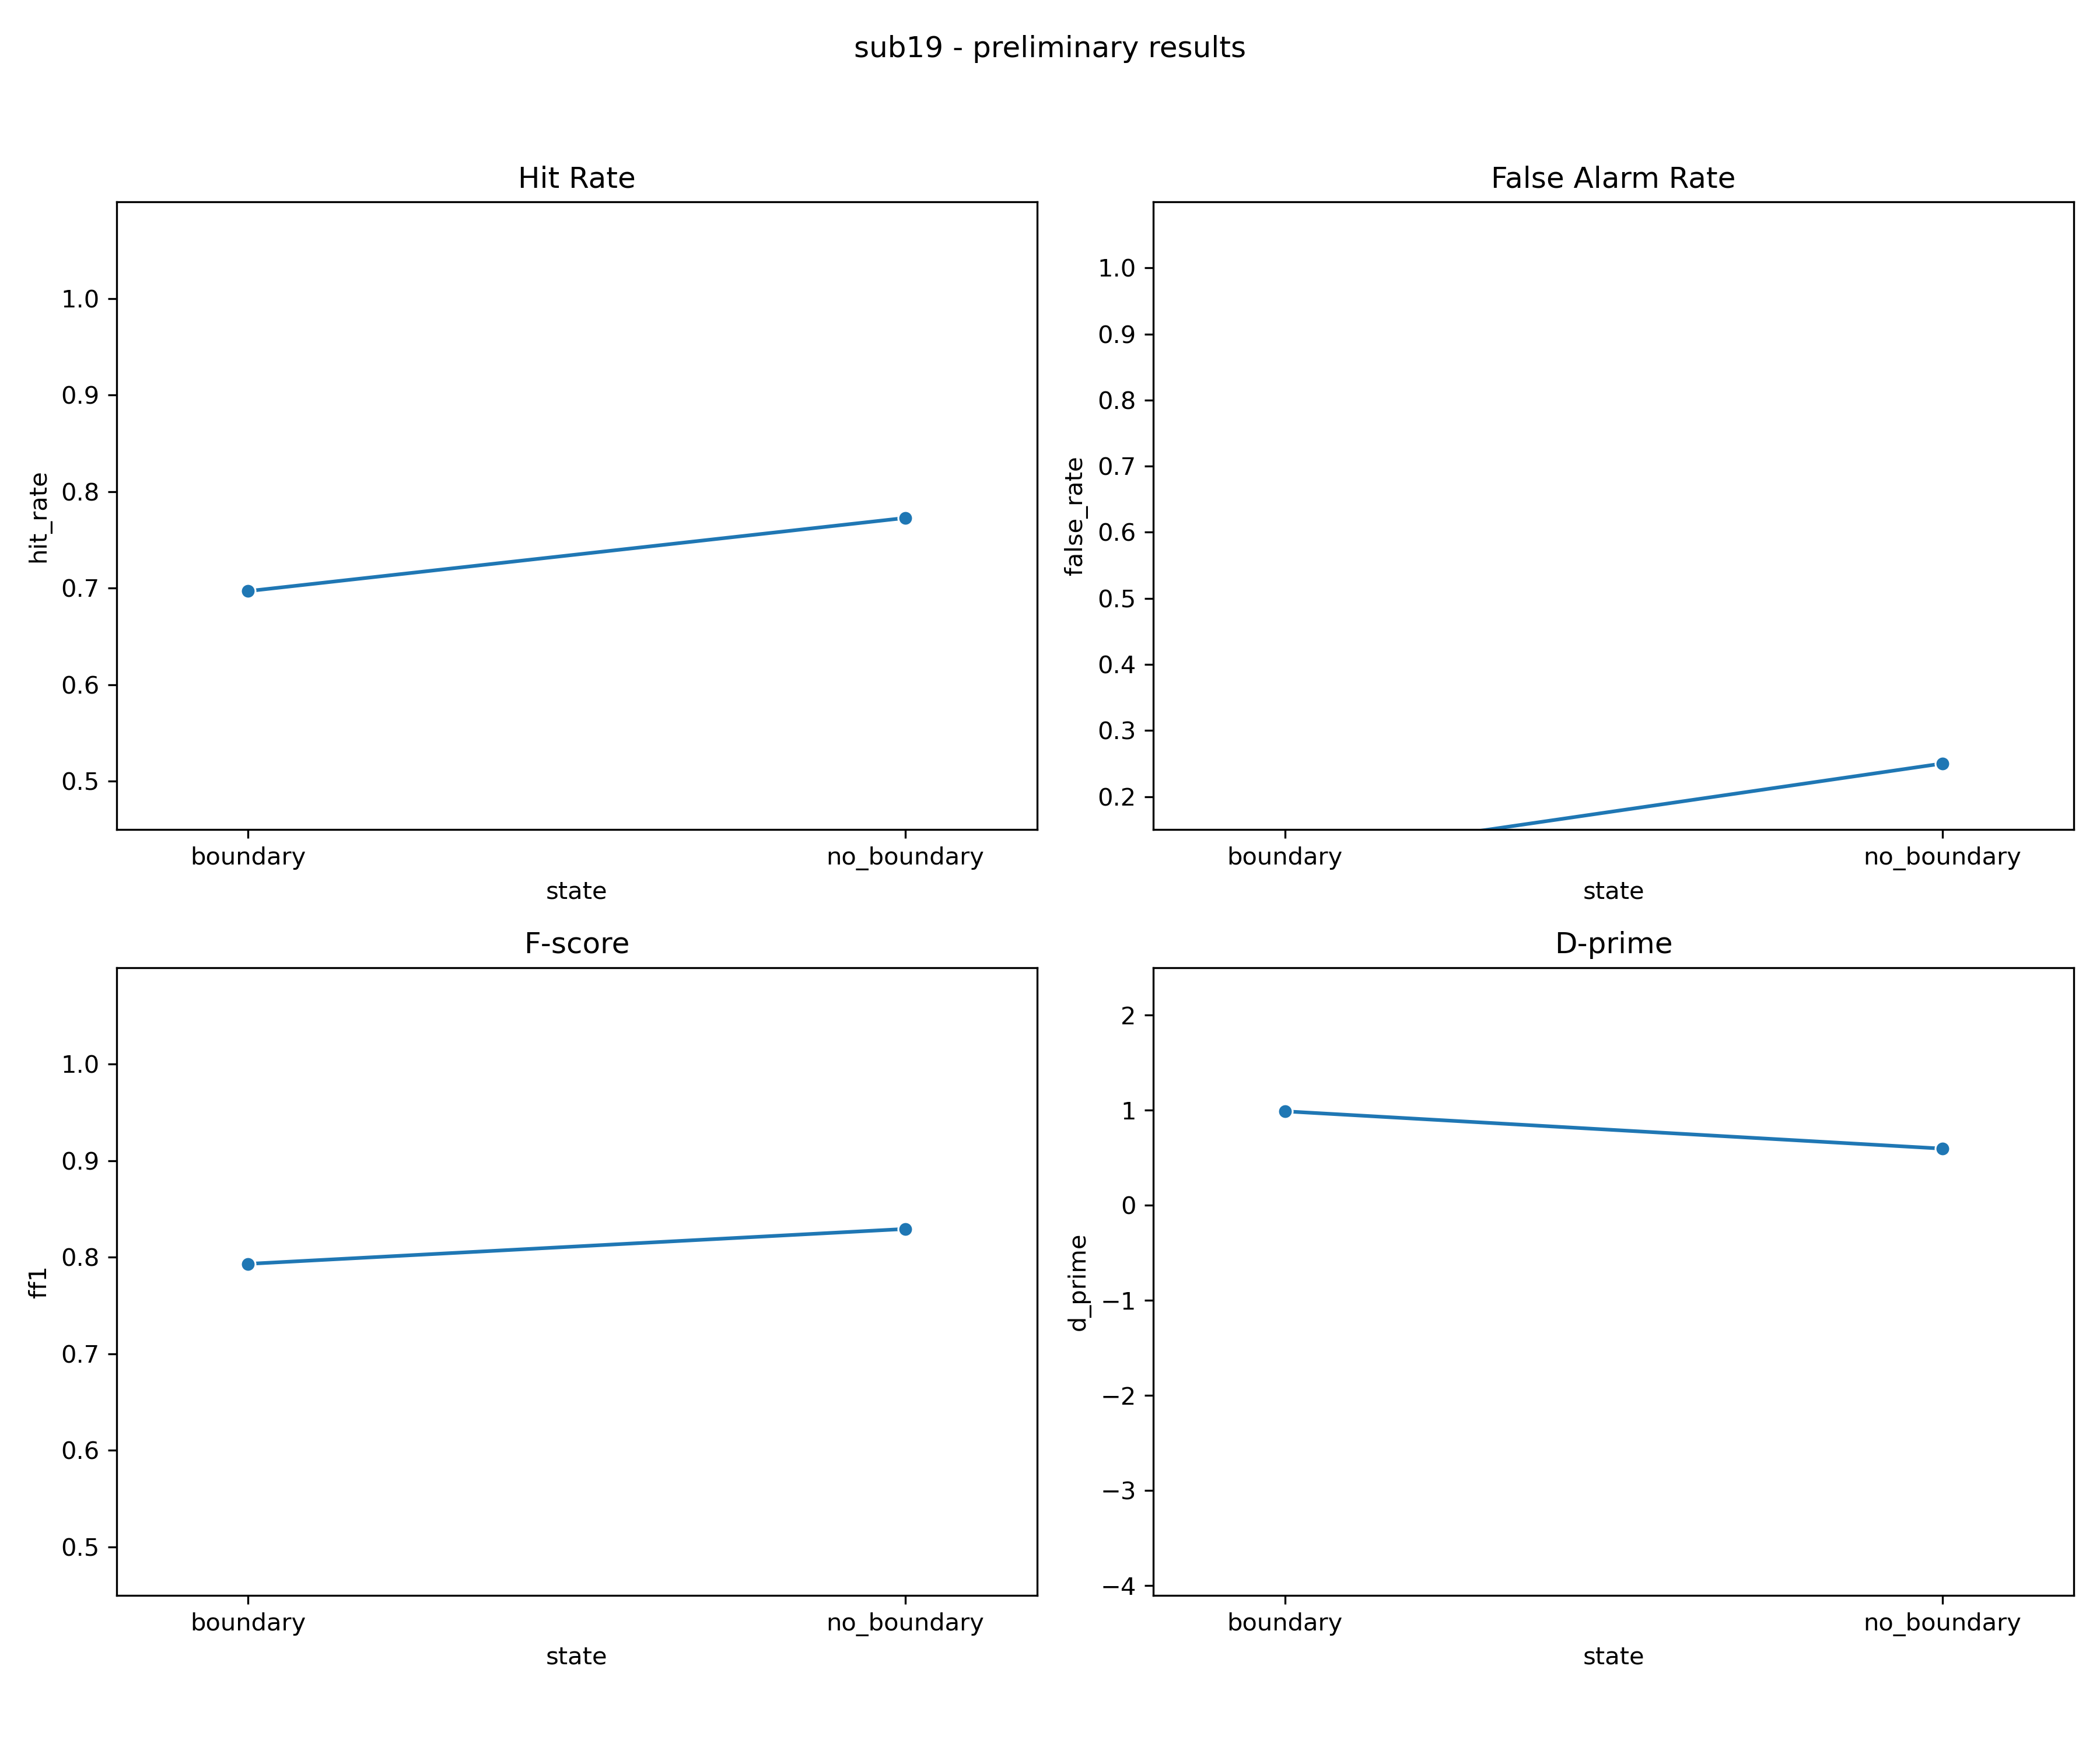 sub19 - preliminary results
Hit Rate
1.0
0.9
0.8
0.7
0.6
0.5
hit_rate
boundary
no_boundary
state
False Alarm Rate
1.0
0.9
0.8
0.7
0.6
0.5
0.4
0.3
0.2
false_rate
boundary
no_boundary
state
F-score
1.0
0.9
0.8
0.7
0.6
0.5
ff1
boundary
no_boundary
state
D-prime
2
1
0
−1
−2
−3
−4
d_prime
boundary
no_boundary
state